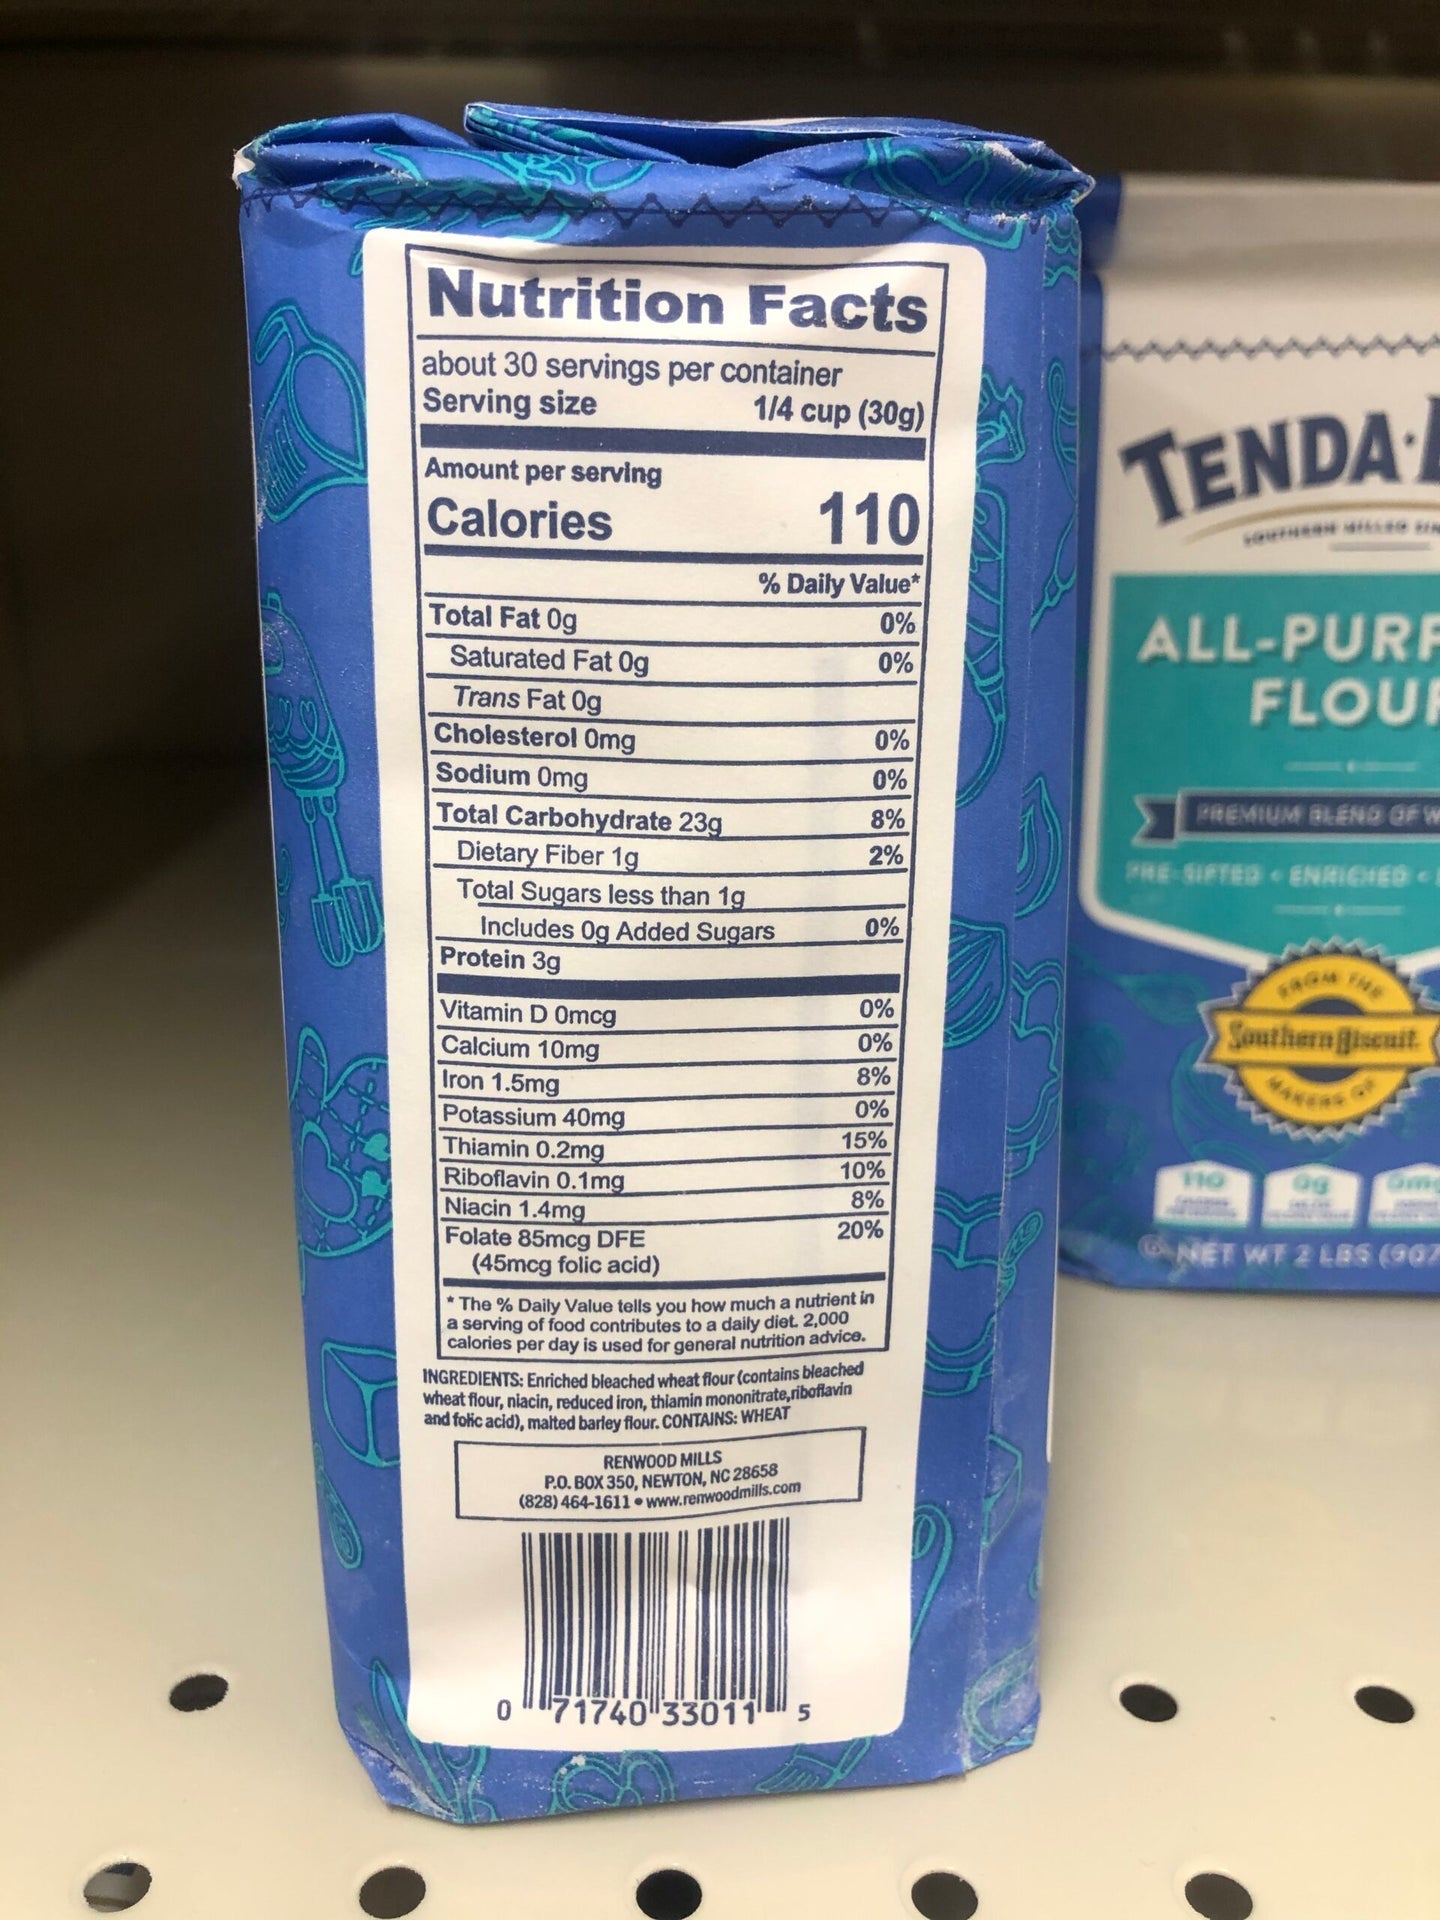 Nutrition Facts
about 30 servings per container
Serving size 1/4 cup (30g)
Amount per serving
Calories 110
% Daily Value*
Total Fat 0g 0%
Saturated Fat 0g 0%
Trans Fat 0g
Cholesterol 0mg 0%
Sodium 0mg 0%
Total Carbohydrate 23g 8%
Dietary Fiber 1g 2%
Total Sugars less than 1g
Includes 0g Added Sugars 0%
Protein 3g
Vitamin D 0mcg 0%
Calcium 10mg 0%
Iron 1.5mg 8%
Potassium 40mg 0%
Thiamin 0.2mg 15%
Riboflavin 0.1mg 10%
Niacin 1.4mg 8%
Folate 85mcg DFE 20%
(45mcg folic acid)
* The % Daily Value tells you how much a nutrient in
a serving of food contributes to a daily diet. 2,000
calories per day is used for general nutrition advice.
INGREDIENTS: Enriched bleached wheat flour (contains bleached
wheat flour, niacin, reduced iron, thiamin mononitrate,riboflavin
and folic acid), malted barley flour. CONTAINS: WHEAT
RENWOOD MILLS
P.O. BOX 350, NEWTON, NC 28658
(828) 464-1611 • www.renwoodmills.com
0 71740 33011 5
TENDA·
SOUTHERN MILLED
ALL-PURP
FLOUR
PREMIUM BLEND OF W
PRE-SIFTED • ENRICHED •
FROM THE
Southern Biscuit
MAKERS OF
110 0g 0mg
NET WT 2 LBS (907